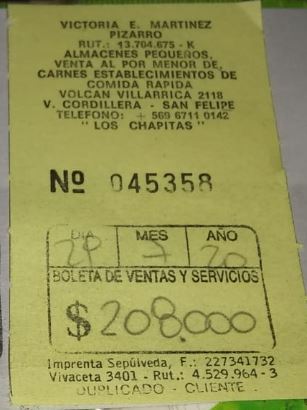 VICTORIA E. MARTINEZ
PIZARRO
RUT.: 13.704.675 - K
ALMACENES PEQUEÑOS,
VENTA AL POR MENOR DE,
CARNES ESTABLECIMIENTOS DE
COMIDA RAPIDA
VOLCAN VILLARRICA 2118
V. CORDILLERA - SAN FELIPE
TELEFONO: + 569 6711 0142
" LOS CHAPITAS "
Nº 045358
DIA MES AÑO
29 7 20
BOLETA DE VENTAS Y SERVICIOS
$ 208.000
Imprenta Sepúlveda, F.: 227341732
Vivaceta 3401 - Rut.: 4.529.964-3
DUPLICADO - CLIENTE